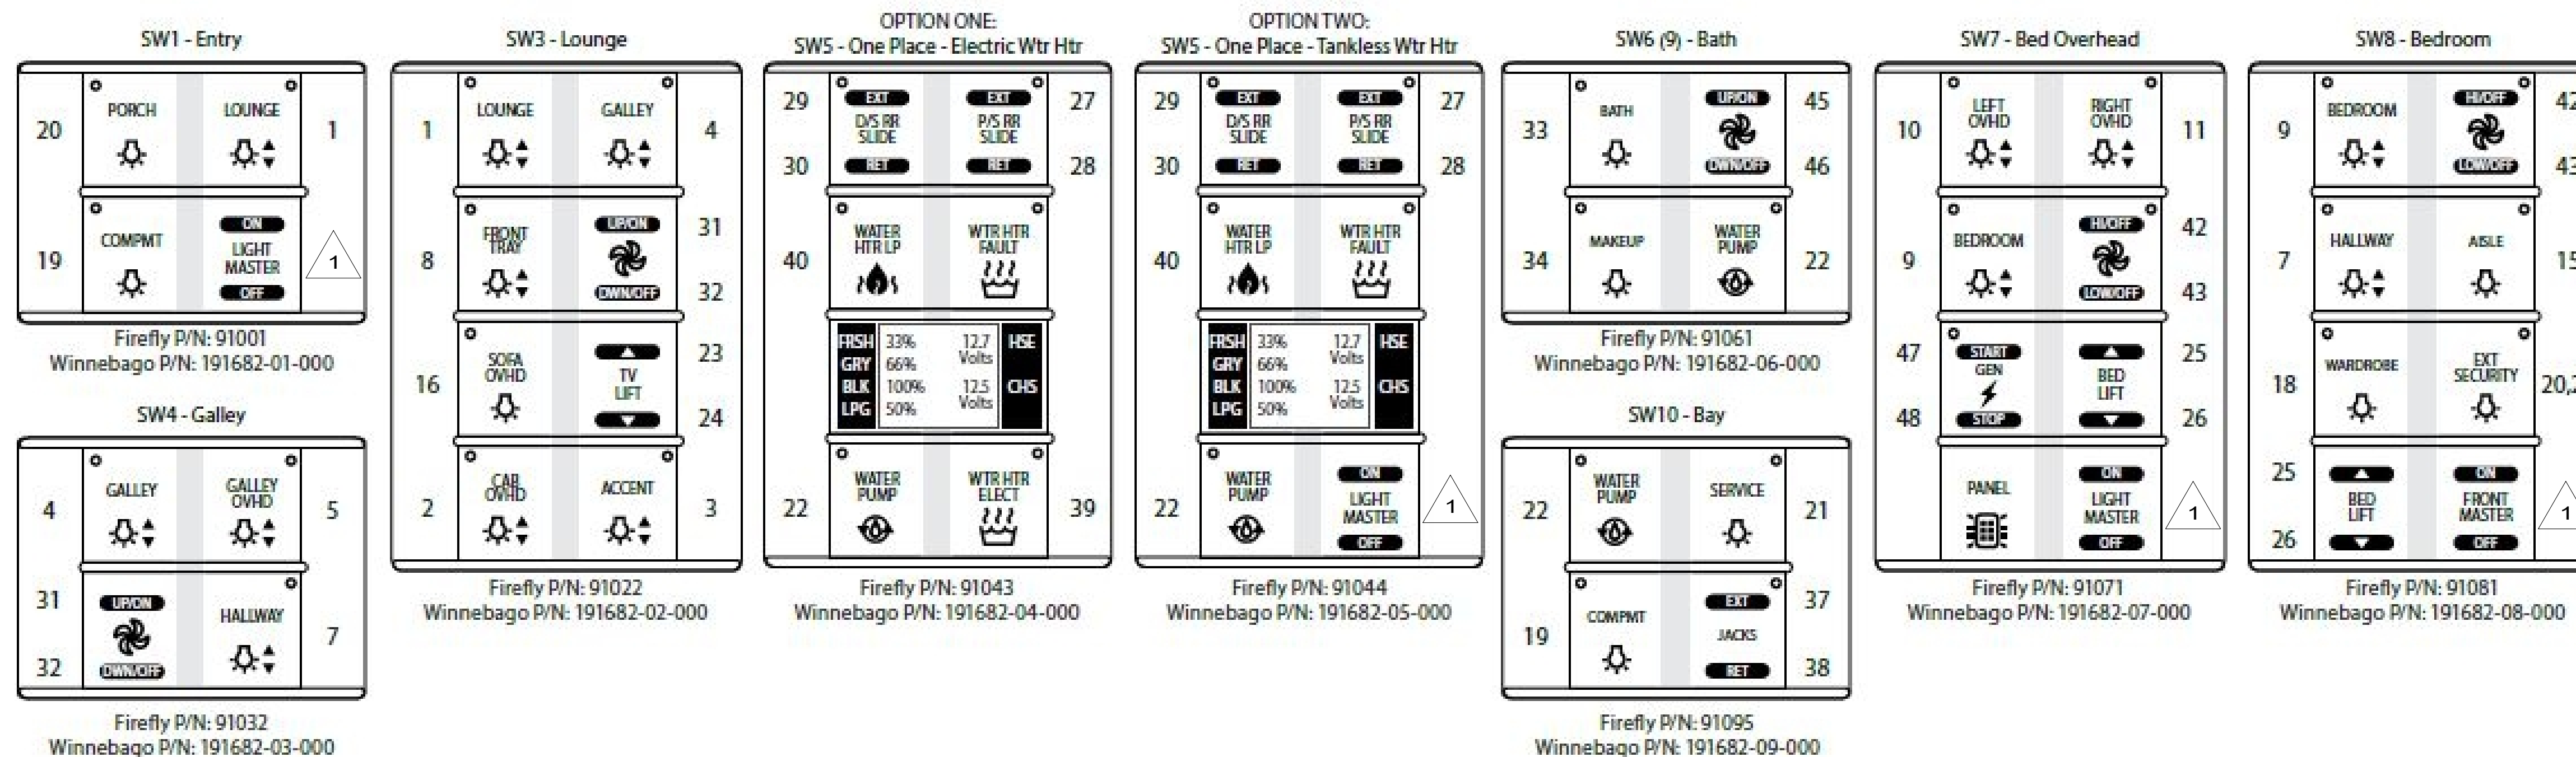 SW1 - Entry
20
PORCH
LOUNGE
1
19
COMPMT
ON
LIGHT
MASTER
OFF
1
Firefly P/N: 91001
Winnebago P/N: 191682-01-000
SW4 - Galley
4
GALLEY
GALLEY
OVHD
5
31
UP/ON
32
DWN/OFF
HALLWAY
7
Firefly P/N: 91032
Winnebago P/N: 191682-03-000
SW3 - Lounge
1
LOUNGE
GALLEY
4
8
FRONT
TRAY
UP/ON
31
DWN/OFF
32
16
SOFA
OVHD
23
TV
LIFT
24
2
CAB
OVHD
ACCENT
3
Firefly P/N: 91022
Winnebago P/N: 191682-02-000
OPTION ONE:
SW5 - One Place - Electric Wtr Htr
29
EXT
D/S RR
SLIDE
RET
30
EXT
P/S RR
SLIDE
RET
27
28
40
WATER
HTR LP
WTR HTR
FAULT
FRSH 33% 12.7 Volts HSE
GRY 66%
BLK 100% 12.5 Volts CHS
LPG 50%
22
WATER
PUMP
WTR HTR
ELECT
39
Firefly P/N: 91043
Winnebago P/N: 191682-04-000
OPTION TWO:
SW5 - One Place - Tankless Wtr Htr
29
EXT
D/S RR
SLIDE
RET
30
EXT
P/S RR
SLIDE
RET
27
28
40
WATER
HTR LP
WTR HTR
FAULT
FRSH 33% 12.7 Volts HSE
GRY 66%
BLK 100% 12.5 Volts CHS
LPG 50%
22
WATER
PUMP
ON
LIGHT
MASTER
OFF
1
Firefly P/N: 91044
Winnebago P/N: 191682-05-000
SW6 (9) - Bath
33
BATH
UP/ON
45
DWN/OFF
46
34
MAKEUP
WATER
PUMP
22
Firefly P/N: 91061
Winnebago P/N: 191682-06-000
SW10 - Bay
22
WATER
PUMP
SERVICE
21
19
COMPMT
EXT
37
JACKS
RET
38
Firefly P/N: 91095
Winnebago P/N: 191682-09-000
SW7 - Bed Overhead
10
LEFT
OVHD
RIGHT
OVHD
11
9
BEDROOM
HI/OFF
42
LOW/OFF
43
47
START
GEN
STOP
48
25
BED
LIFT
26
PANEL
ON
LIGHT
MASTER
OFF
1
Firefly P/N: 91071
Winnebago P/N: 191682-07-000
SW8 - Bedroom
9
BEDROOM
HI/OFF
42
LOW/OFF
43
7
HALLWAY
AISLE
15
18
WARDROBE
EXT
SECURITY
20,2
25
BED
LIFT
26
ON
FRONT
MASTER
OFF
1
Firefly P/N: 91081
Winnebago P/N: 191682-08-000